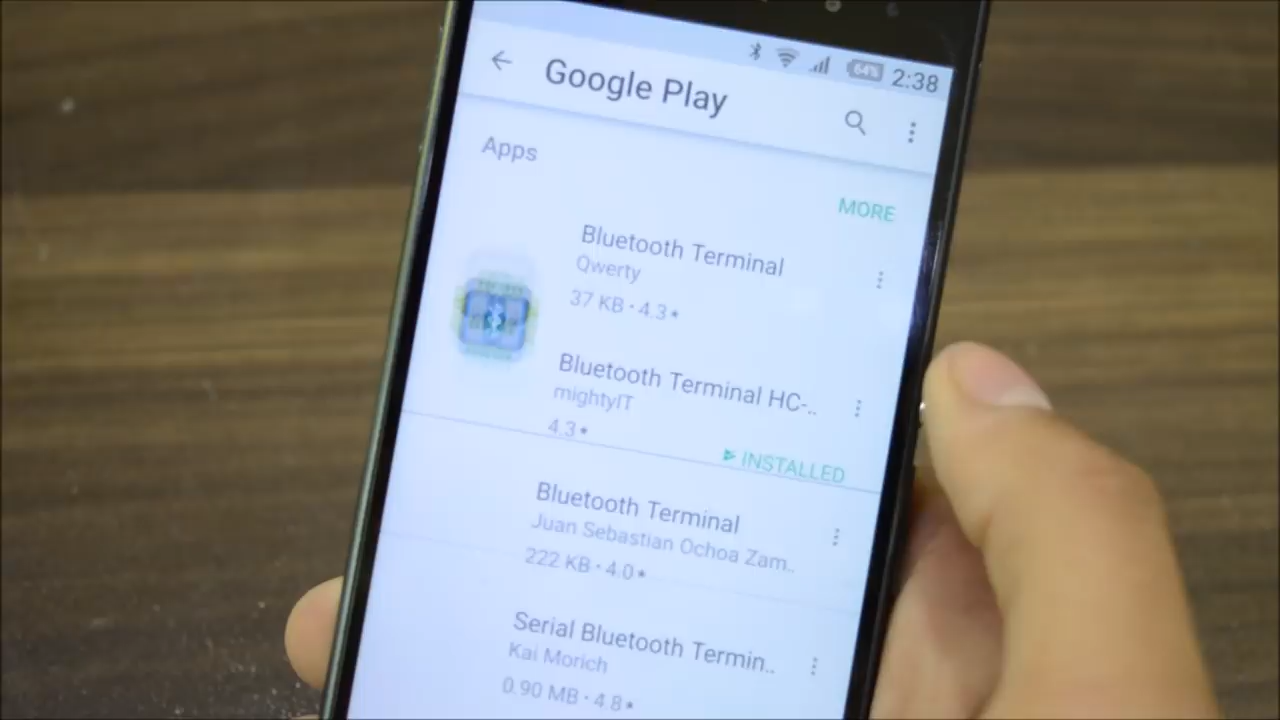 64%
2:38
Google Play
Apps
MORE
Bluetooth Terminal
Qwerty
37 KB · 4.3★
Bluetooth Terminal HC-..
mightyIT
4.3★
INSTALLED
Bluetooth Terminal
Juan Sebastian Ochoa Zam..
222 KB · 4.0★
Serial Bluetooth Termin..
Kai Morich
0.90 MB · 4.8★